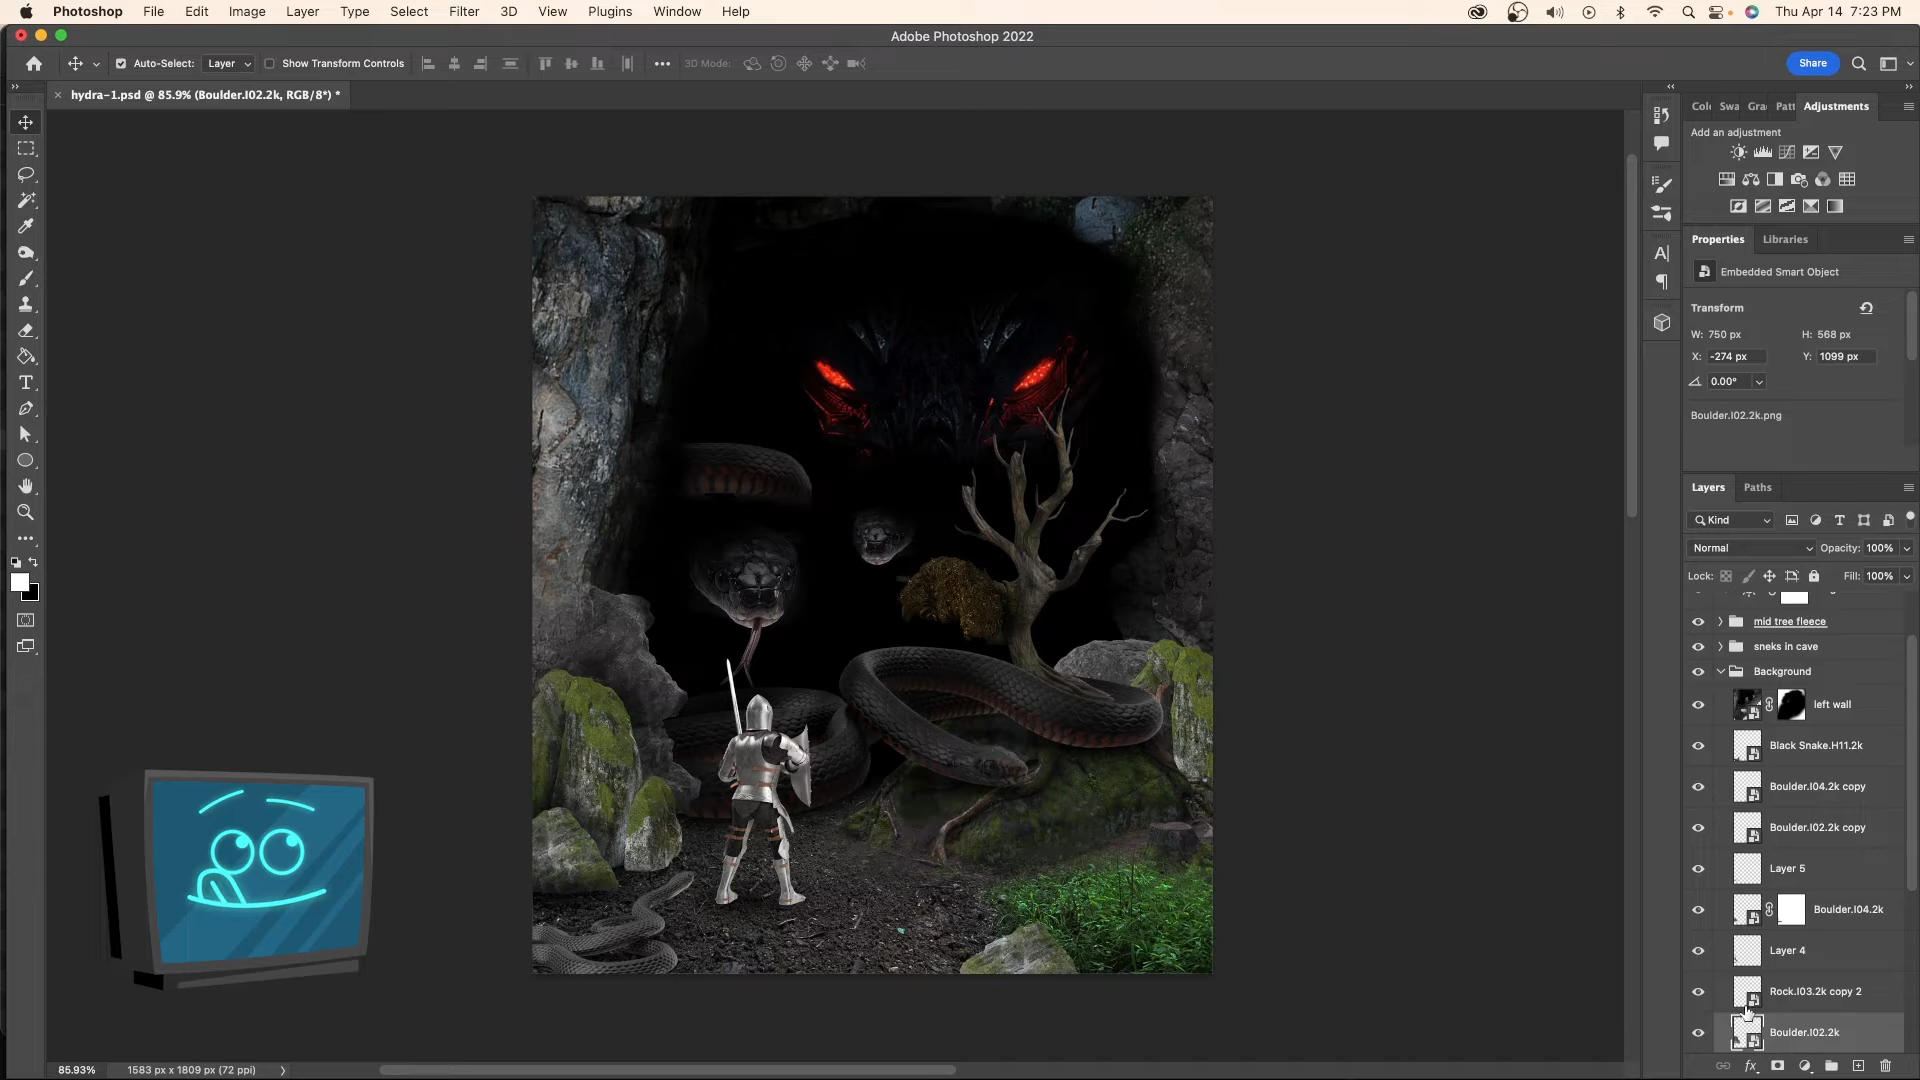 Photoshop File Edit Image Layer Type Select Filter 3D View Plugins Window Help Thu Apr 14 7:23 PM
Adobe Photoshop 2022
Auto-Select: Layer Show Transform Controls 3D Mode: Share
hydra-1.psd @ 85.9% (Boulder.I02.2k, RGB/8*) *
Swa Gra Patt Adjustments
Add an adjustment
Properties Libraries
Embedded Smart Object
Transform
W: 750 px H: 568 px
X: -274 px Y: 1099 px
0.00°
Boulder.I02.2k.png
Layers Paths
Kind
Normal Opacity: 100%
Lock: Fill: 100%
mid tree fleece
sneks in cave
Background
left wall
Black Snake.H11.2k
Boulder.I04.2k copy
Boulder.I02.2k copy
Layer 5
Boulder.I04.2k
Layer 4
Rock.I03.2k copy 2
Boulder.I02.2k
85.93% 1583 px x 1809 px (72 ppi)